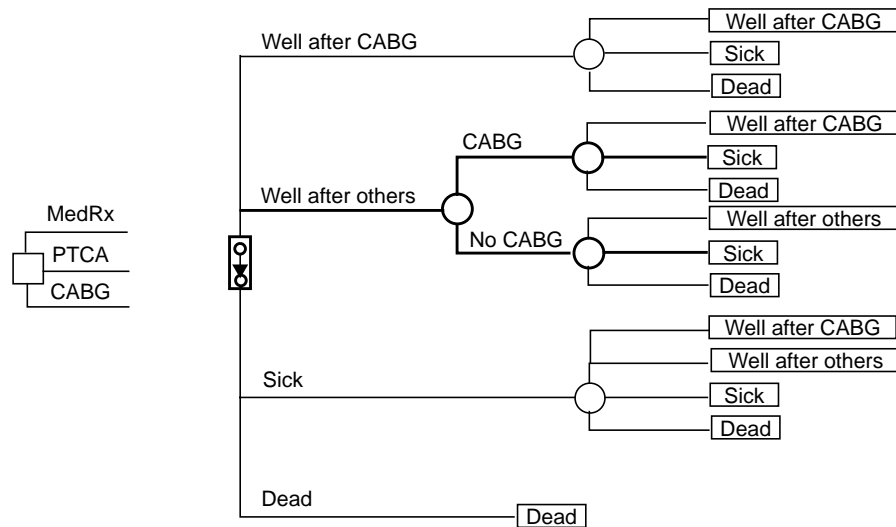 MedRx
PTCA
CABG
Well after CABG
Well after CABG
Sick
Dead
Well after others
CABG
Well after CABG
Sick
Dead
No CABG
Well after others
Sick
Dead
Sick
Well after CABG
Well after others
Sick
Dead
Dead
Dead